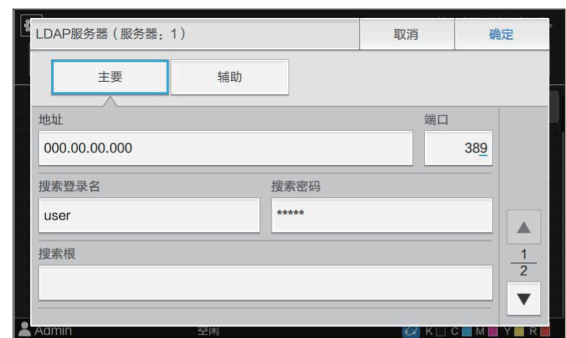 LDAP服务器（服务器：1）
取消
确定
主要
辅助
地址
端口
000.00.00.000
389
搜索登录名
搜索密码
user
*****
搜索根
1
2
Admin
空闲
K C M Y R